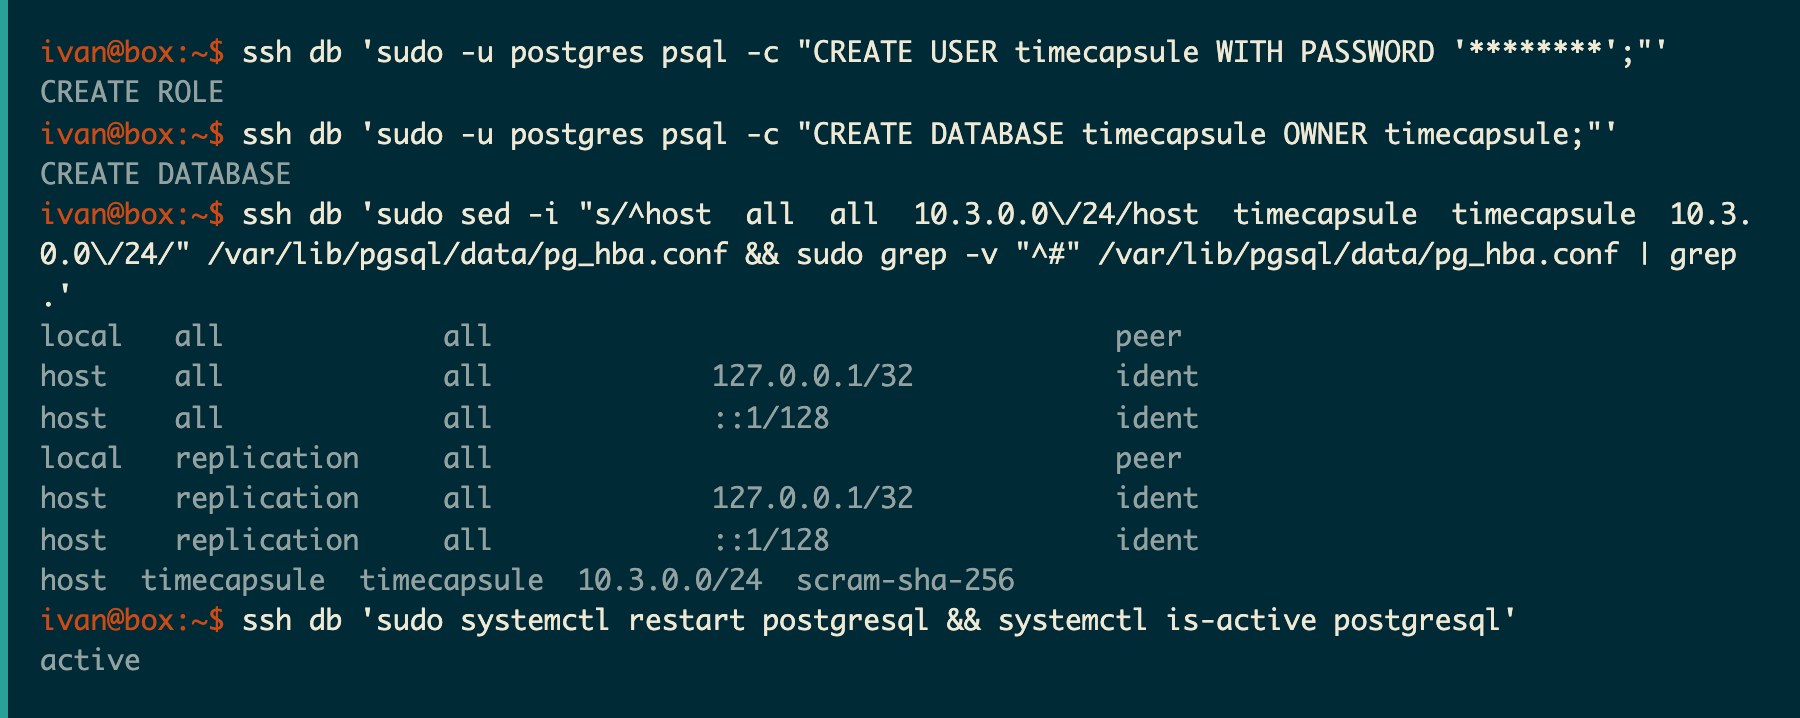 ivan@box:~$ ssh db 'sudo -u postgres psql -c "CREATE USER timecapsule WITH PASSWORD '********';"'
CREATE ROLE
ivan@box:~$ ssh db 'sudo -u postgres psql -c "CREATE DATABASE timecapsule OWNER timecapsule;"'
CREATE DATABASE
ivan@box:~$ ssh db 'sudo sed -i "s/^host  all  all  10.3.0.0\/24/host  timecapsule  timecapsule  10.3.
0.0\/24/" /var/lib/pgsql/data/pg_hba.conf && sudo grep -v "^#" /var/lib/pgsql/data/pg_hba.conf | grep
.'
local   all             all                                     peer
host    all             all             127.0.0.1/32            ident
host    all             all             ::1/128                 ident
local   replication     all                                     peer
host    replication     all             127.0.0.1/32            ident
host    replication     all             ::1/128                 ident
host  timecapsule  timecapsule  10.3.0.0/24  scram-sha-256
ivan@box:~$ ssh db 'sudo systemctl restart postgresql && systemctl is-active postgresql'
active